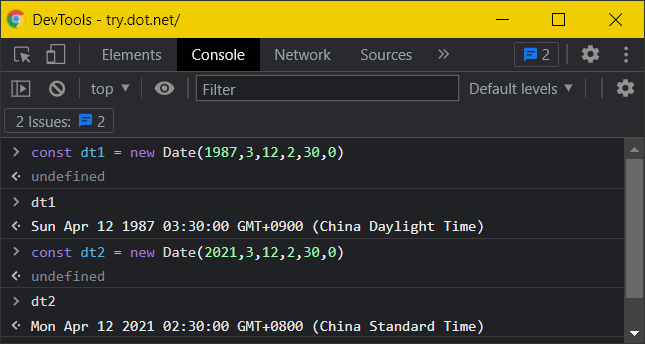 DevTools - try.dot.net/
Elements Console Network Sources » 2
top ▼ Filter Default levels ▼
2 Issues: 2
> const dt1 = new Date(1987,3,12,2,30,0)
undefined
> dt1
Sun Apr 12 1987 03:30:00 GMT+0900 (China Daylight Time)
> const dt2 = new Date(2021,3,12,2,30,0)
undefined
> dt2
Mon Apr 12 2021 02:30:00 GMT+0800 (China Standard Time)